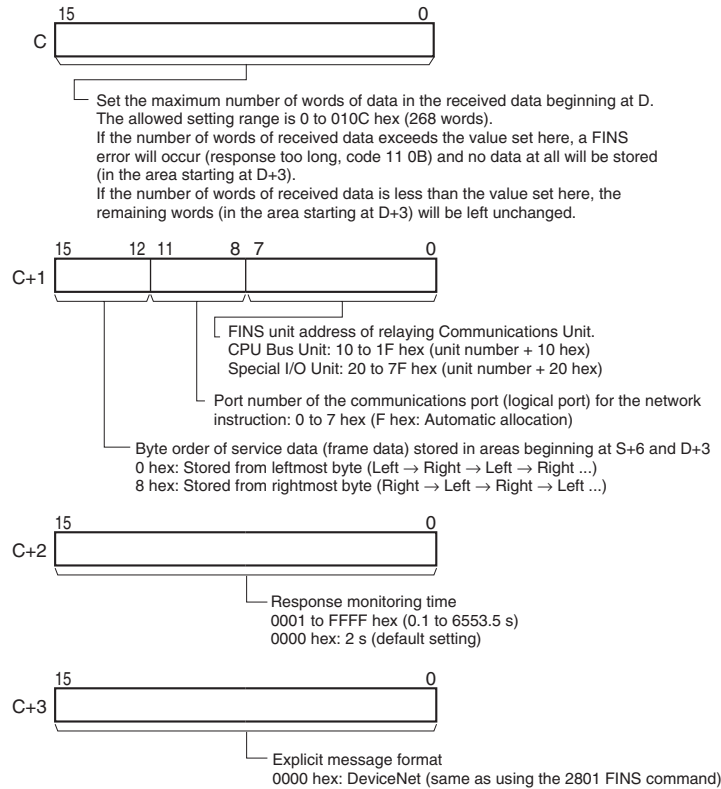 15 0
C
Set the maximum number of words of data in the received data beginning at D.
The allowed setting range is 0 to 010C hex (268 words).
If the number of words of received data exceeds the value set here, a FINS
error will occur (response too long, code 11 0B) and no data at all will be stored
(in the area starting at D+3).
If the number of words of received data is less than the value set here, the
remaining words (in the area starting at D+3) will be left unchanged.
15 12 11 8 7 0
C+1
FINS unit address of relaying Communications Unit.
CPU Bus Unit: 10 to 1F hex (unit number + 10 hex)
Special I/O Unit: 20 to 7F hex (unit number + 20 hex)
Port number of the communications port (logical port) for the network
instruction: 0 to 7 hex (F hex: Automatic allocation)
Byte order of service data (frame data) stored in areas beginning at S+6 and D+3
0 hex: Stored from leftmost byte (Left → Right → Left → Right ...)
8 hex: Stored from rightmost byte (Right → Left → Right → Left ...)
15 0
C+2
Response monitoring time
0001 to FFFF hex (0.1 to 6553.5 s)
0000 hex: 2 s (default setting)
15 0
C+3
Explicit message format
0000 hex: DeviceNet (same as using the 2801 FINS command)